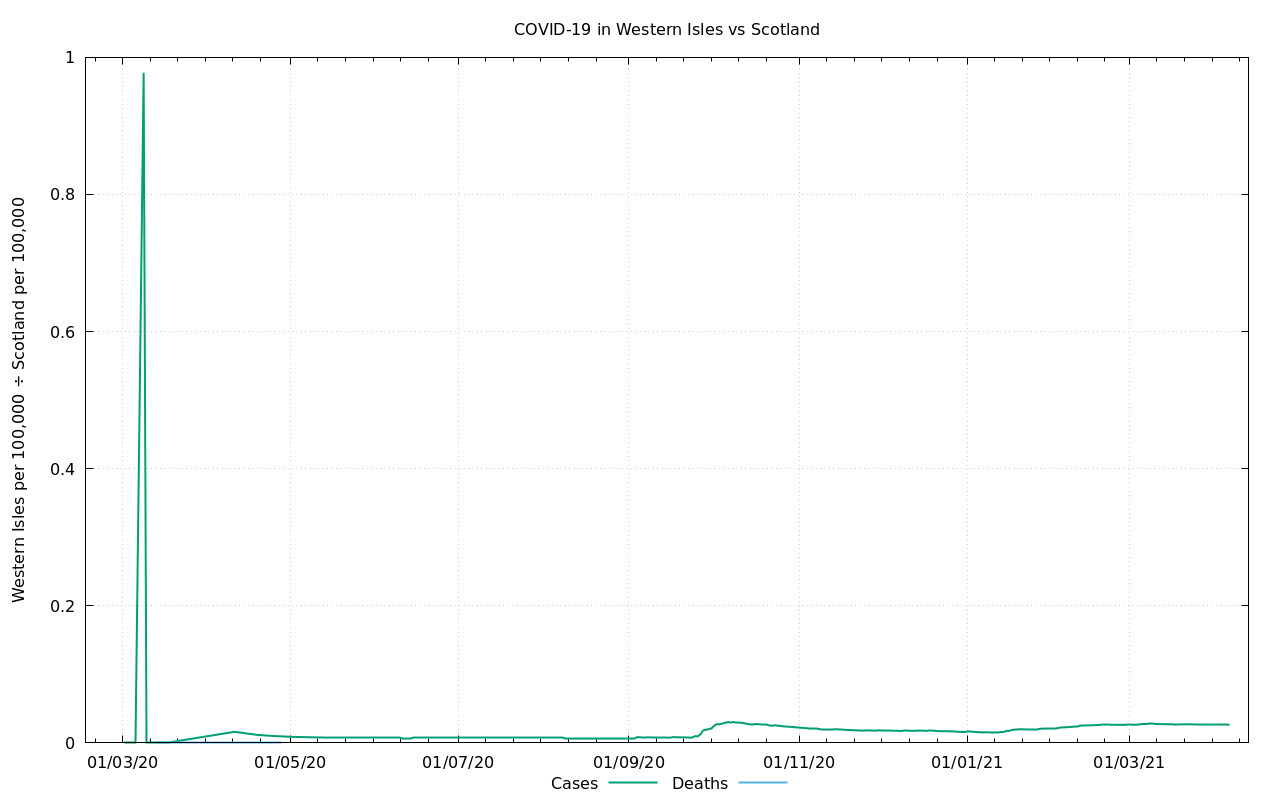 COVID-19 in Western Isles vs Scotland
Western Isles per 100,000 ÷ Scotland per 100,000
1
0.8
0.6
0.4
0.2
0
01/03/20 01/05/20 01/07/20 01/09/20 01/11/20 01/01/21 01/03/21
Cases Deaths